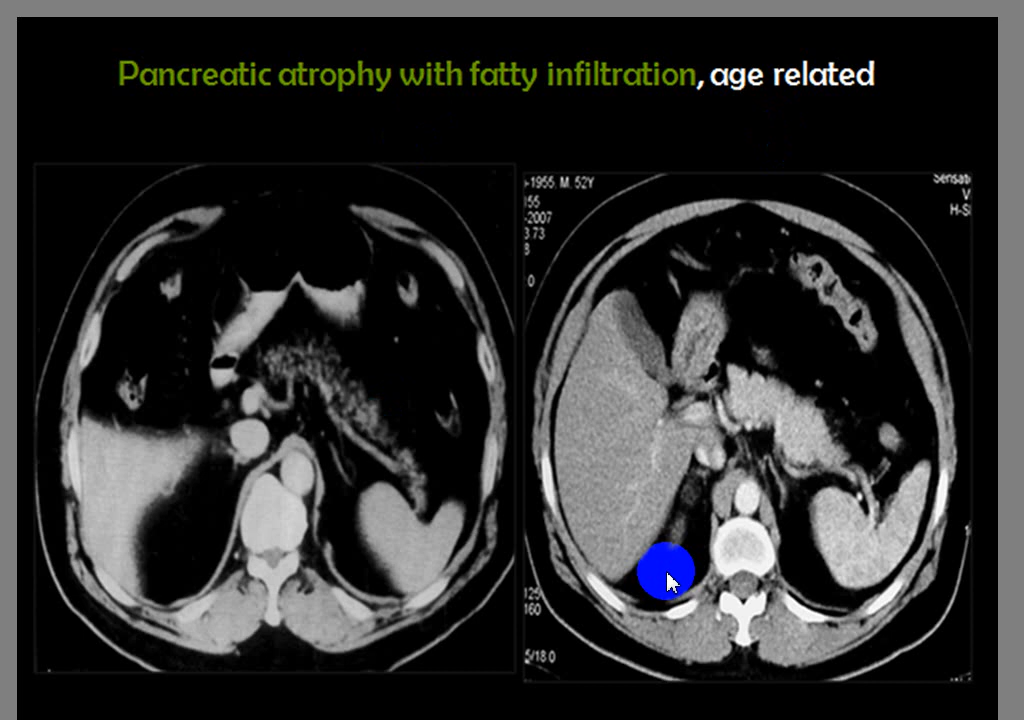 Pancreatic atrophy with fatty infiltration, age related
-1955, M, 52Y
155
-2007
3.73
8
0
Sensati
V
H-S
125
160
5/18 0